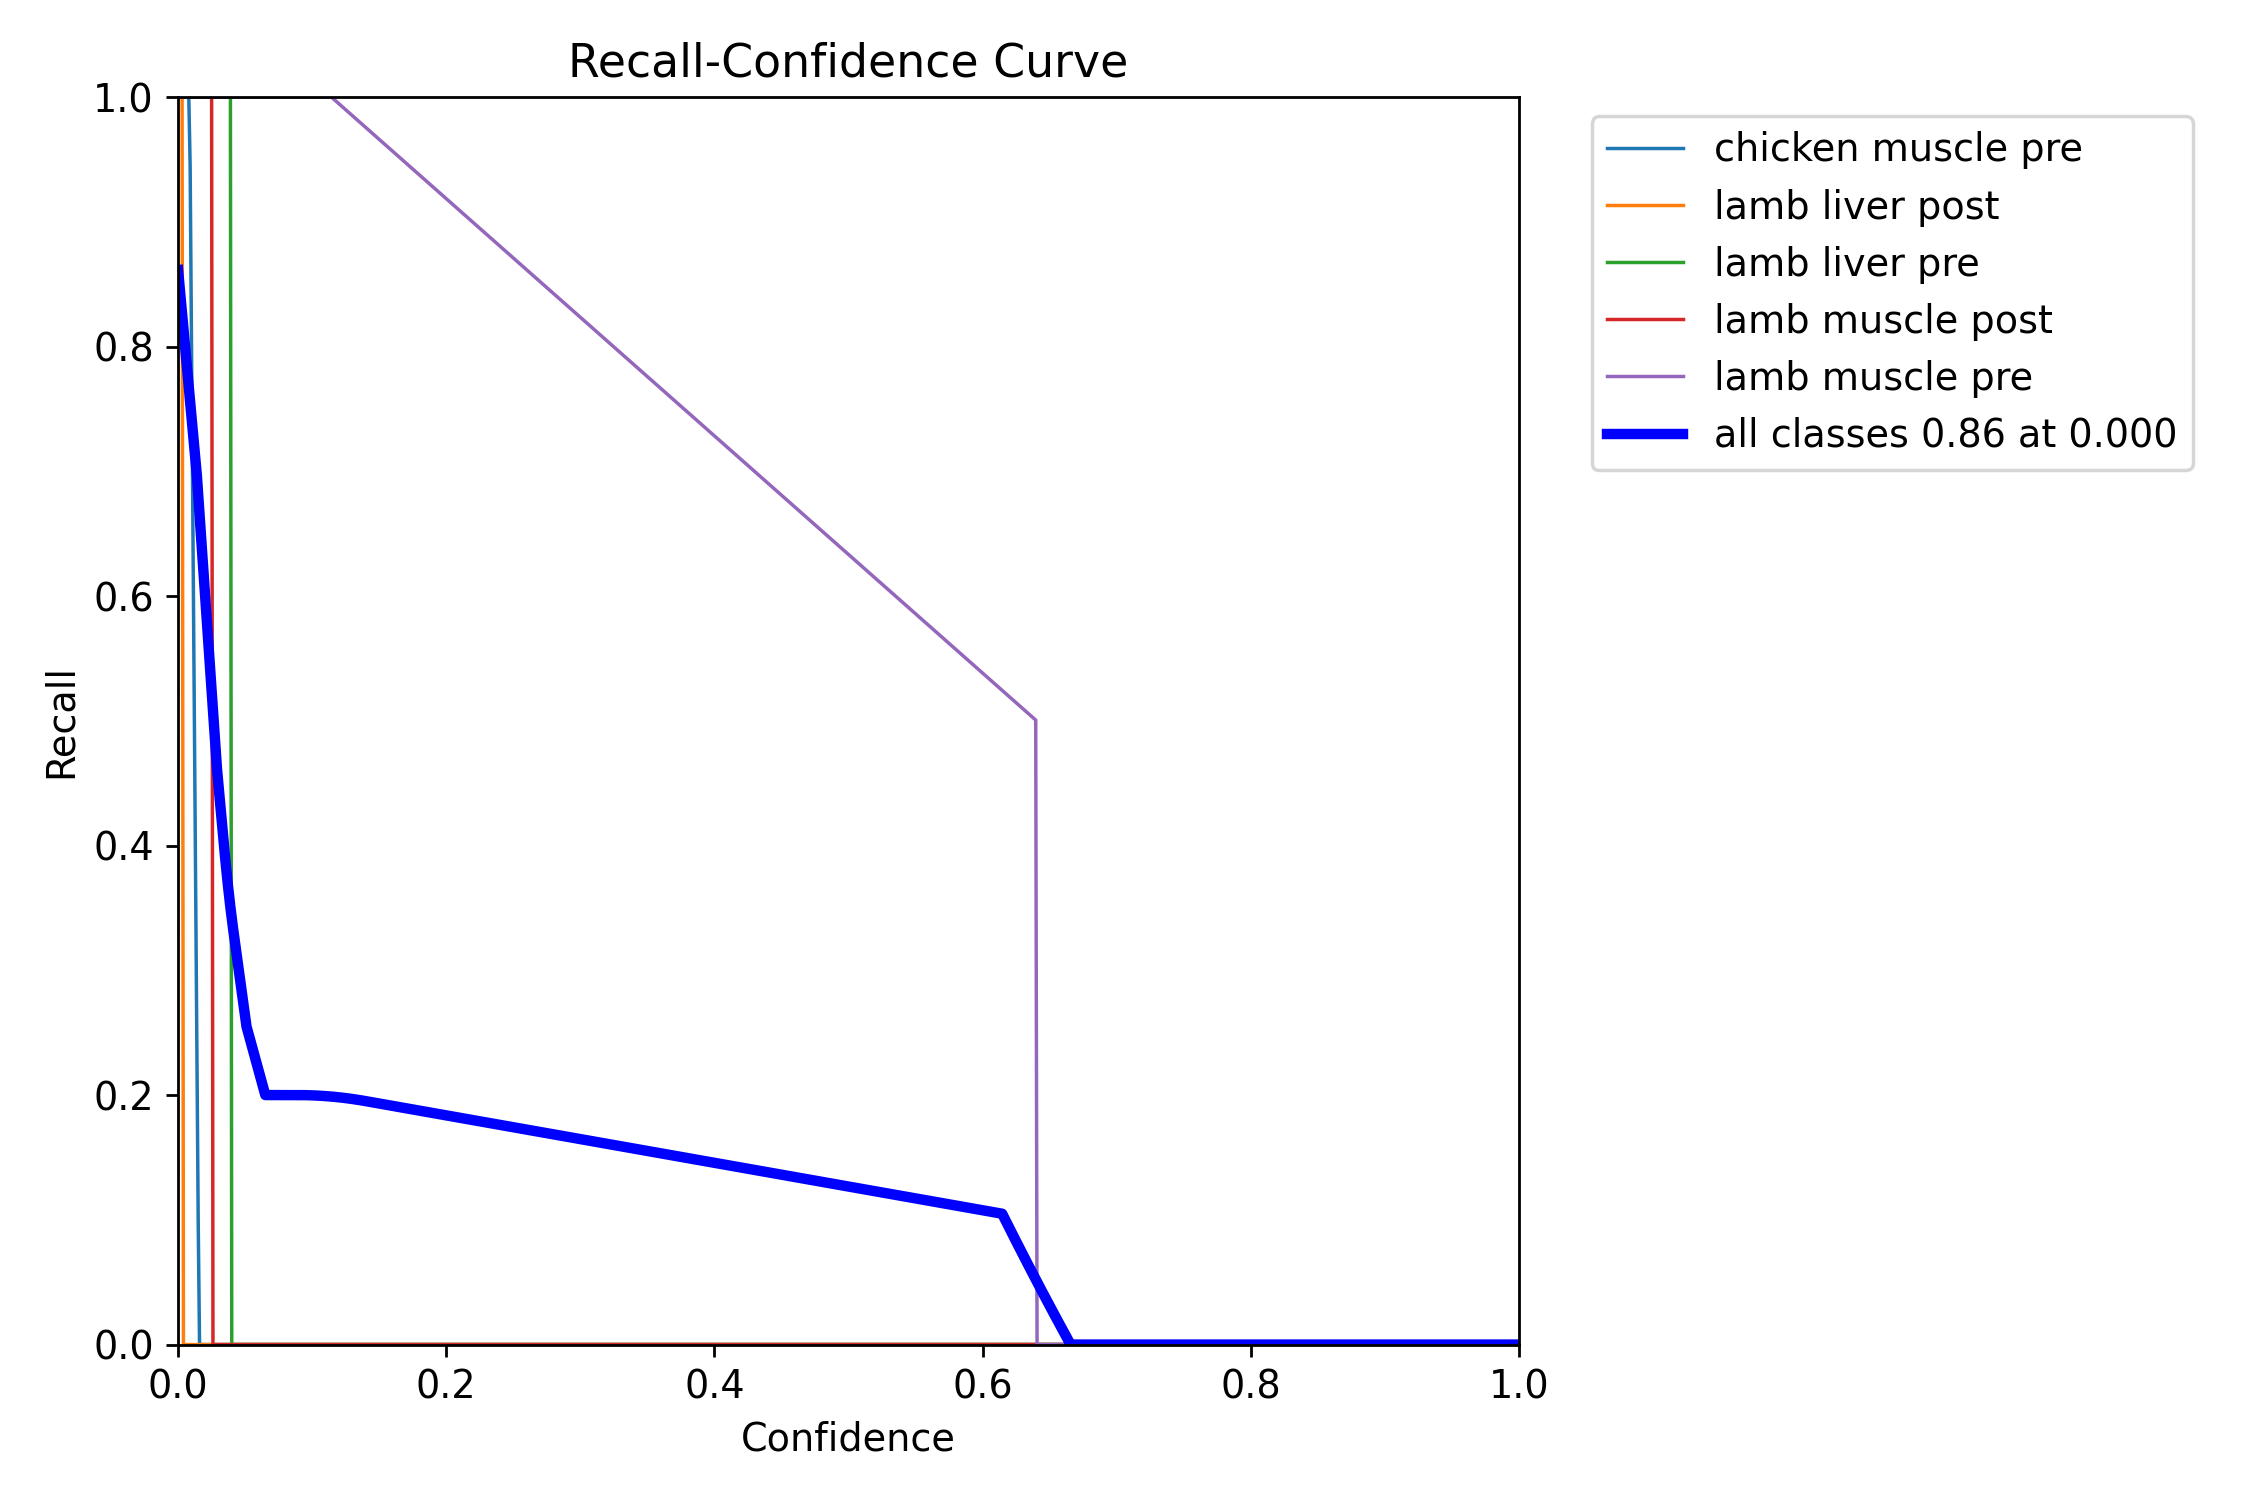 Recall-Confidence Curve
1.0
0.8
0.6
0.4
0.2
0.0
Recall
0.0 0.2 0.4 0.6 0.8 1.0
Confidence
chicken muscle pre
lamb liver post
lamb liver pre
lamb muscle post
lamb muscle pre
all classes 0.86 at 0.000